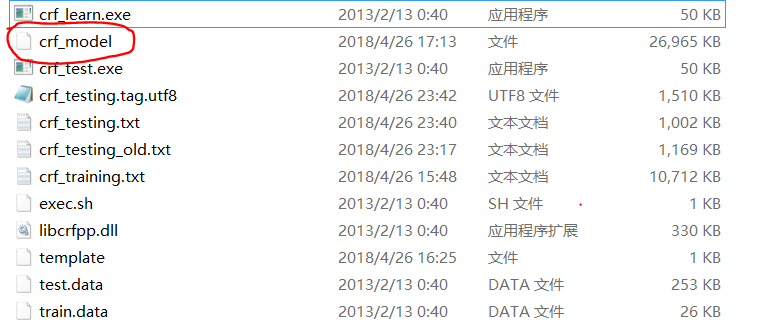 crf_learn.exe 2013/2/13 0:40 应用程序 50 KB
crf_model 2018/4/26 17:13 文件 26,965 KB
crf_test.exe 2013/2/13 0:40 应用程序 50 KB
crf_testing.tag.utf8 2018/4/26 23:42 UTF8 文件 1,510 KB
crf_testing.txt 2018/4/26 23:40 文本文档 1,002 KB
crf_testing_old.txt 2018/4/26 23:17 文本文档 1,169 KB
crf_training.txt 2018/4/26 15:48 文本文档 10,712 KB
exec.sh 2013/2/13 0:40 SH 文件 1 KB
libcrfpp.dll 2013/2/13 0:40 应用程序扩展 330 KB
template 2018/4/26 16:25 文件 1 KB
test.data 2013/2/13 0:40 DATA 文件 253 KB
train.data 2013/2/13 0:40 DATA 文件 26 KB